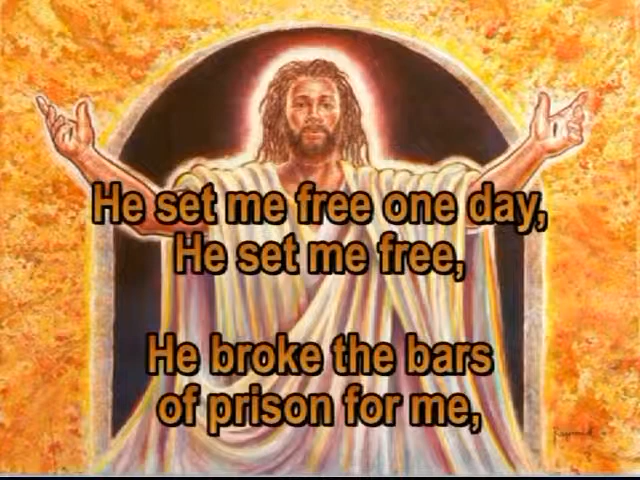 He set me free one day,
He set me free,
He broke the bars
of prison for me,